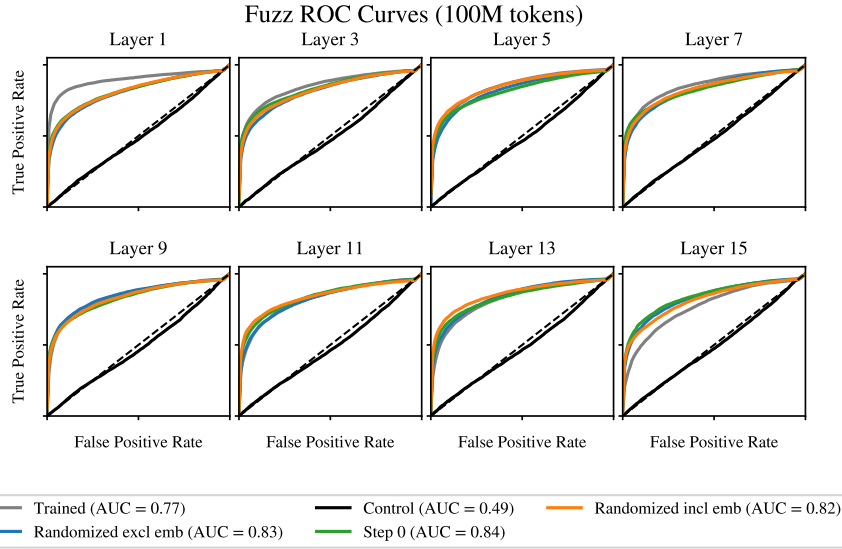 Fuzz ROC Curves (100M tokens)
Layer 1
Layer 3
Layer 5
Layer 7
True Positive Rate
Layer 9
Layer 11
Layer 13
Layer 15
True Positive Rate
False Positive Rate
False Positive Rate
False Positive Rate
False Positive Rate
Trained (AUC = 0.77)
Control (AUC = 0.49)
Randomized incl emb (AUC = 0.82)
Randomized excl emb (AUC = 0.83)
Step 0 (AUC = 0.84)